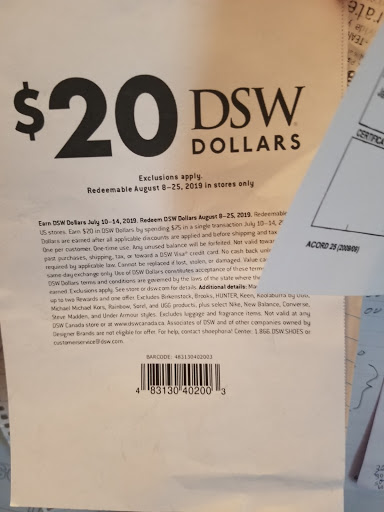 $20 DSW
DOLLARS
Exclusions apply.
Redeemable August 8–25, 2019 in stores only
Earn DSW Dollars July 10–14, 2019. Redeem DSW Dollars August 8–25, 2019. Redeemable
US stores. Earn $20 in DSW Dollars by spending $25 in a single transaction July 10–14,
Dollars are earned after all applicable discounts are applied and before shipping and tax
One per customer. One-time use. Any unused balance will be forfeited. Not valid towar
past purchases, shipping, tax, or toward a DSW Visa® credit card. No cash back unl
required by applicable law. Cannot be replaced if lost, stolen, or damaged. Value ca
same day exchange only. Use of DSW Dollars constitutes acceptance of these terms
DSW Dollars terms and conditions are governed by the laws of the state where the
earned. Exclusions apply. See store or dsw.com for details. Additional details:
up to two Rewards and one offer. Excludes Birkenstock, Brooks, HUNTER, Keen, Koolaburra by UGG,
Michael Michael Kors, Rainbow, Sorel, and UGG products, plus select Nike, New Balance, Converse,
Steve Madden, and Under Armour styles. Excludes luggage and fragrance items. Not valid at any
DSW Canada store or at www.dswcanada.ca. Associates of DSW and of other companies owned by
Designer Brands are not eligible for offer. For help, contact shoephoria! Center: 1.866.DSW.SHOES or
customerservice@dsw.com.
BARCODE: 483130402003
4 83130 40200 3
CERTIFICA
ACORD 25 (2009/09)